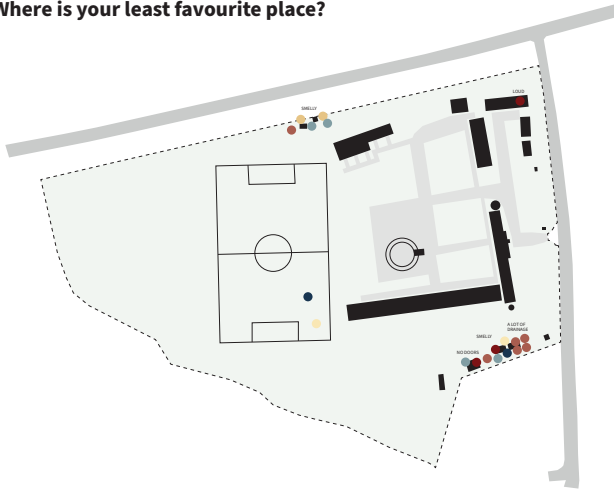 Where is your least favourite place?
LOUD
SMELLY
A LOT OF
DRAINAGE
SMELLY
NO DOORS